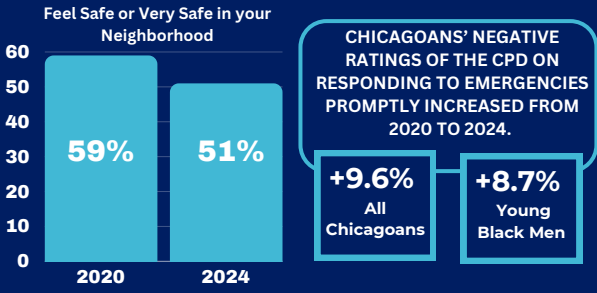 Feel Safe or Very Safe in your
Neighborhood
60
50
40
30
20
10
0
59%
51%
2020
2024
CHICAGOANS’ NEGATIVE
RATINGS OF THE CPD ON
RESPONDING TO EMERGENCIES
PROMPTLY INCREASED FROM
2020 TO 2024.
+9.6%
All
Chicagoans
+8.7%
Young
Black Men